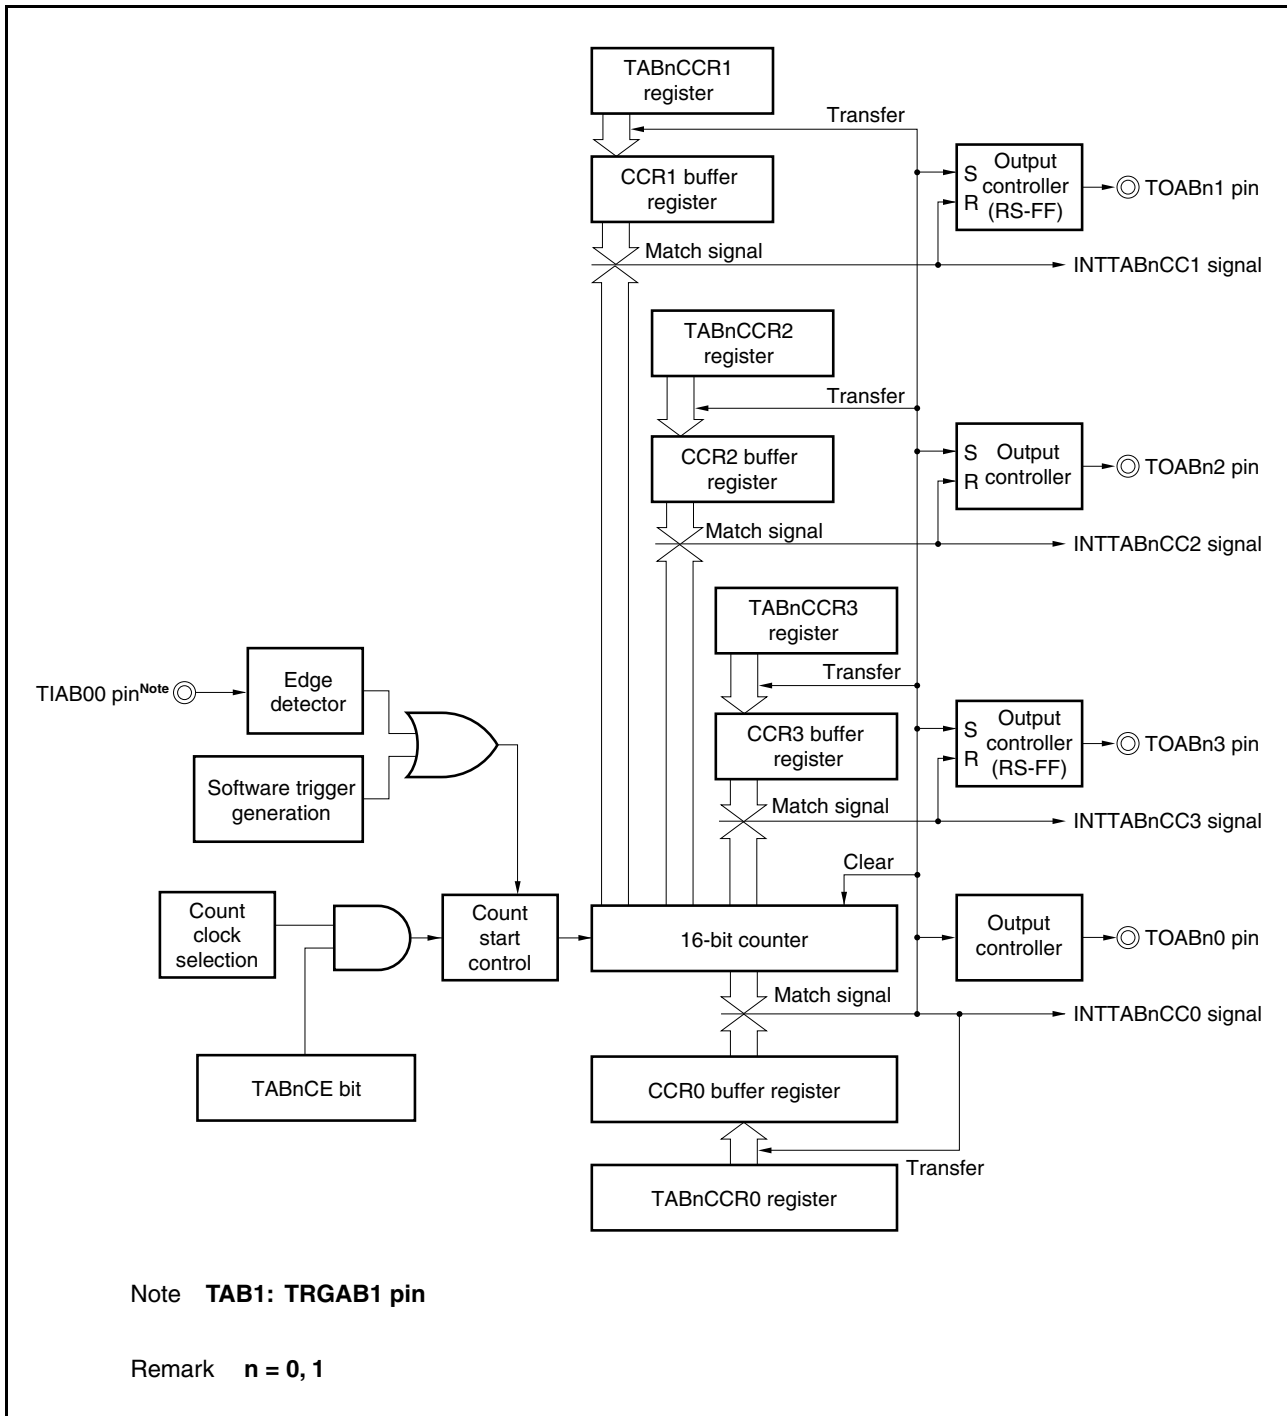 TABnCCR1
register
Transfer
CCR1 buffer
register
S
R
Output
controller
(RS-FF)
TOABn1 pin
Match signal
INTTABnCC1 signal
TABnCCR2
register
Transfer
CCR2 buffer
register
S
R
Output
controller
TOABn2 pin
Match signal
INTTABnCC2 signal
TABnCCR3
register
Transfer
TIAB00 pinNote
Edge
detector
CCR3 buffer
register
S
R
Output
controller
(RS-FF)
TOABn3 pin
Software trigger
generation
Match signal
INTTABnCC3 signal
Clear
Count
clock
selection
Count
start
control
16-bit counter
Output
controller
TOABn0 pin
Match signal
INTTABnCC0 signal
TABnCE bit
CCR0 buffer register
Transfer
TABnCCR0 register
Note TAB1: TRGAB1 pin
Remark n = 0, 1